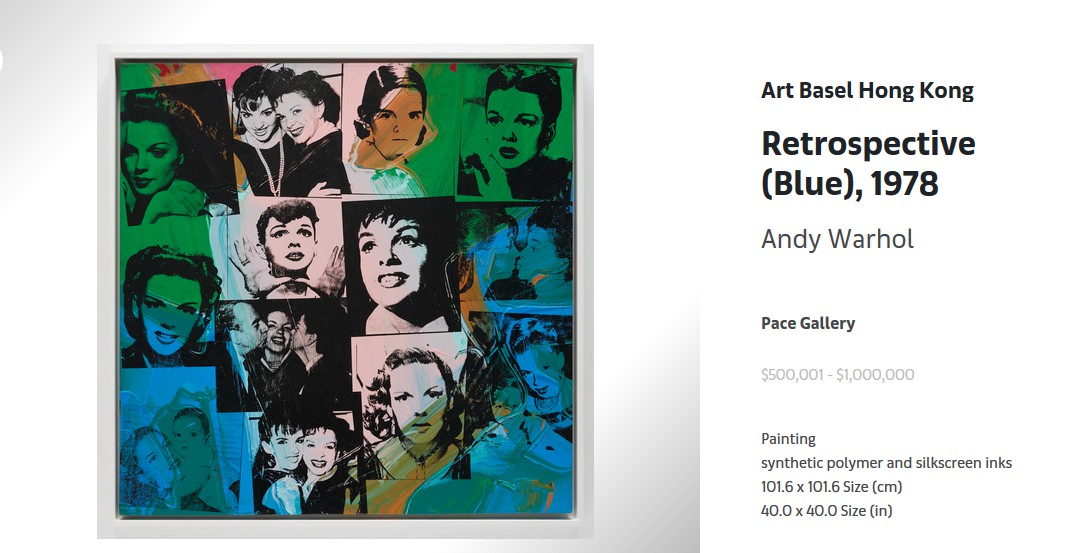 Art Basel Hong Kong
Retrospective
(Blue), 1978
Andy Warhol
Pace Gallery
$500,001 - $1,000,000
Painting
synthetic polymer and silkscreen inks
101.6 x 101.6 Size (cm)
40.0 x 40.0 Size (in)